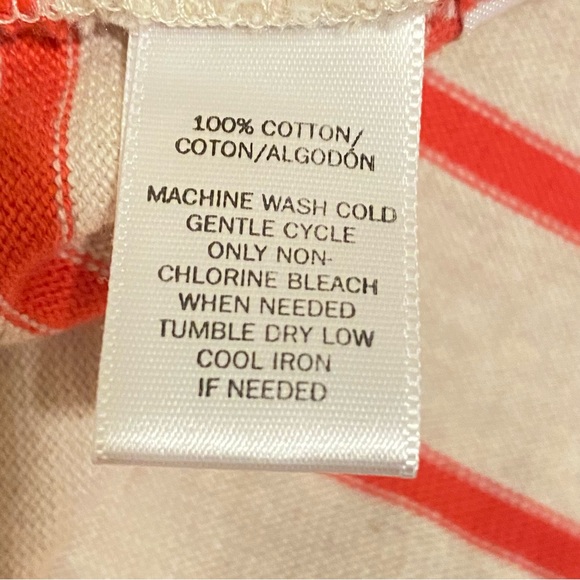 100% COTTON/
COTON/ALGODÓN
MACHINE WASH COLD
GENTLE CYCLE
ONLY NON-
CHLORINE BLEACH
WHEN NEEDED
TUMBLE DRY LOW
COOL IRON
IF NEEDED